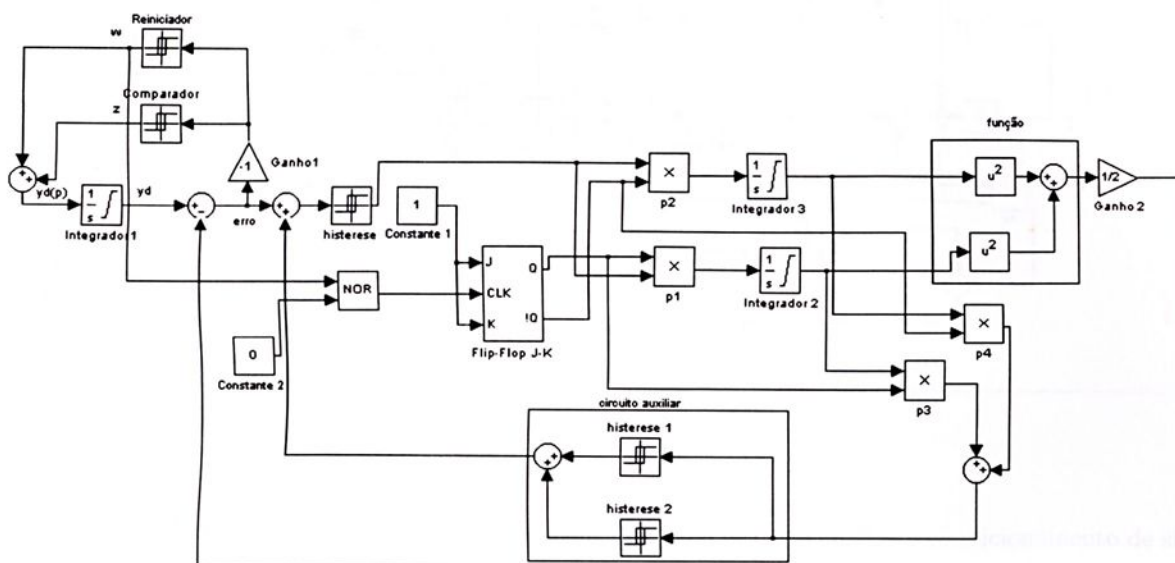 Reiniciador
w
Comparador
z
-1
Ganho1
yd(p)
1
s
yd
Integrador1
erro
histerese
1
Constante 1
NOR
0
Constante 2
J
CLK
K
Q
!Q
Flip-Flop J-K
p2
1
s
Integrador 3
p1
1
s
Integrador 2
função
u²
u²
1/2
Ganho 2
p4
p3
circuito auxiliar
histerese 1
histerese 2